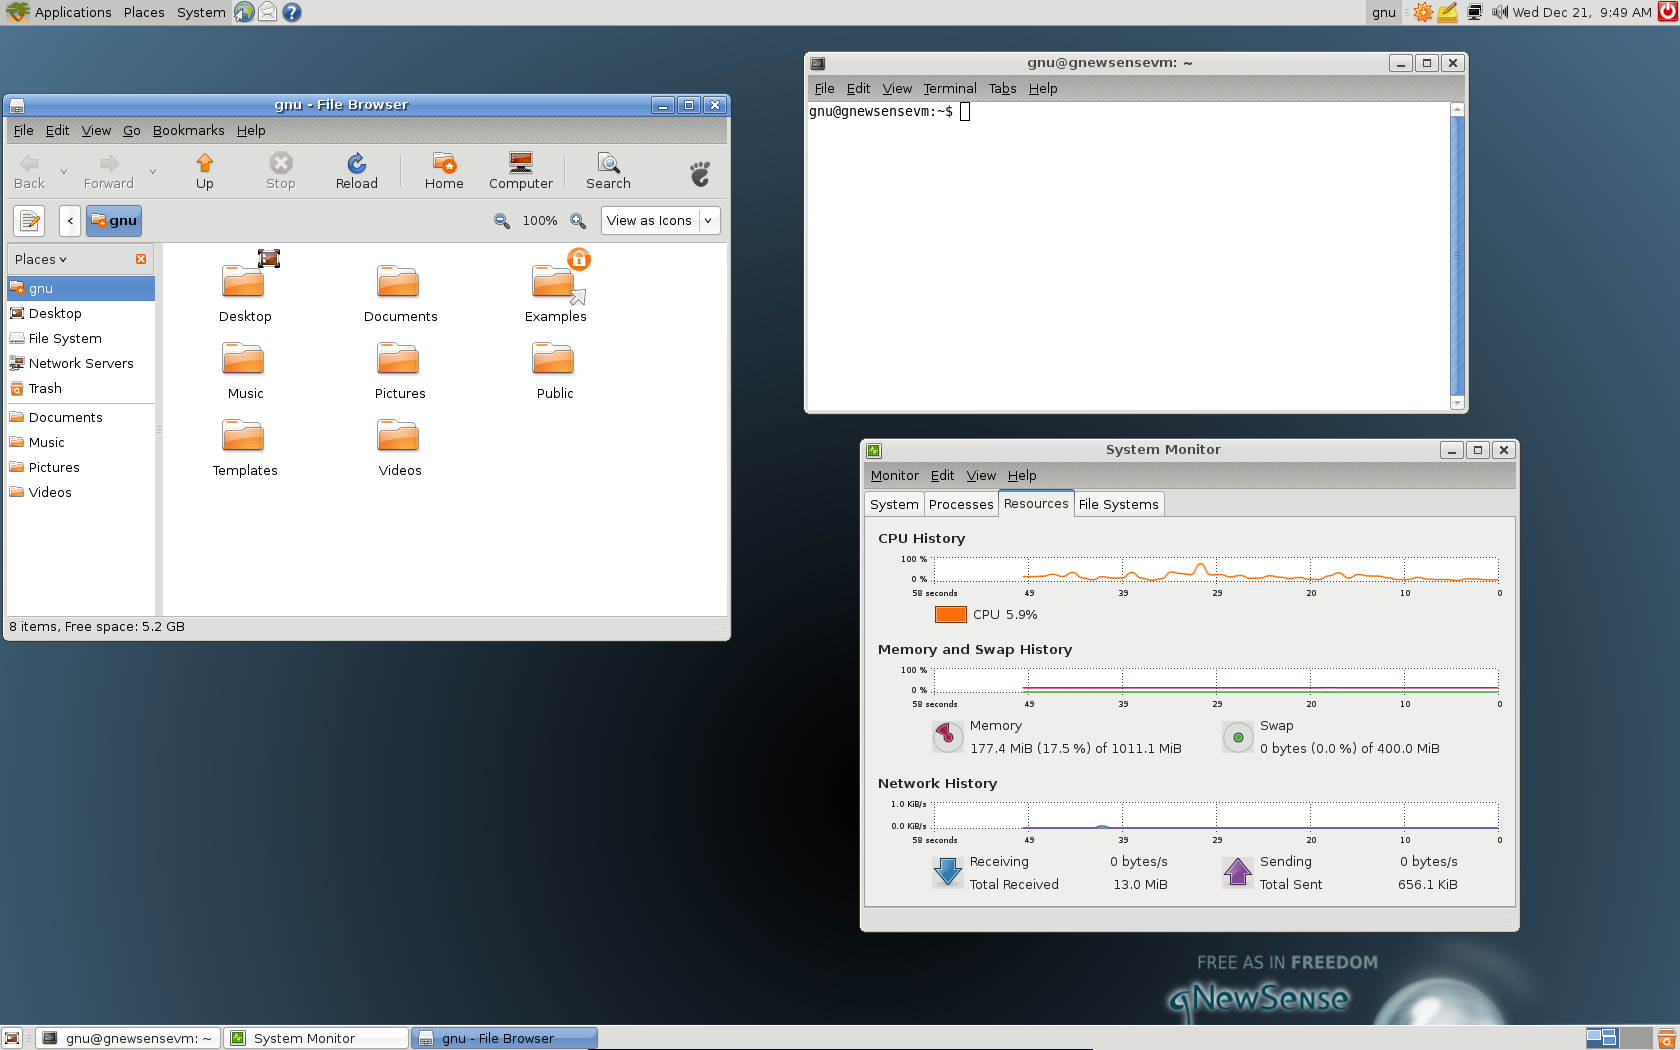 Applications Places System
gnu
Wed Dec 21, 9:49 AM
gnu - File Browser
File Edit View Go Bookmarks Help
Back Forward Up Stop Reload Home Computer Search
< gnu 100% View as Icons
Places
gnu
Desktop
File System
Network Servers
Trash
Documents
Music
Pictures
Videos
Desktop Documents Examples
Music Pictures Public
Templates Videos
8 items, Free space: 5.2 GB
gnu@gnewsensevm: ~
File Edit View Terminal Tabs Help
gnu@gnewsensevm:~$
System Monitor
Monitor Edit View Help
System Processes Resources File Systems
CPU History
100 %
0 %
58 seconds 49 39 29 20 10 0
CPU 5.9%
Memory and Swap History
100 %
0 %
58 seconds 49 39 29 20 10 0
Memory Swap
177.4 MiB (17.5 %) of 1011.1 MiB 0 bytes (0.0 %) of 400.0 MiB
Network History
1.0 KiB/s
0.0 KiB/s
58 seconds 49 39 29 20 10 0
Receiving 0 bytes/s Sending 0 bytes/s
Total Received 13.0 MiB Total Sent 656.1 KiB
FREE AS IN FREEDOM
gNewSense
gnu@gnewsensevm: ~ System Monitor gnu - File Browser